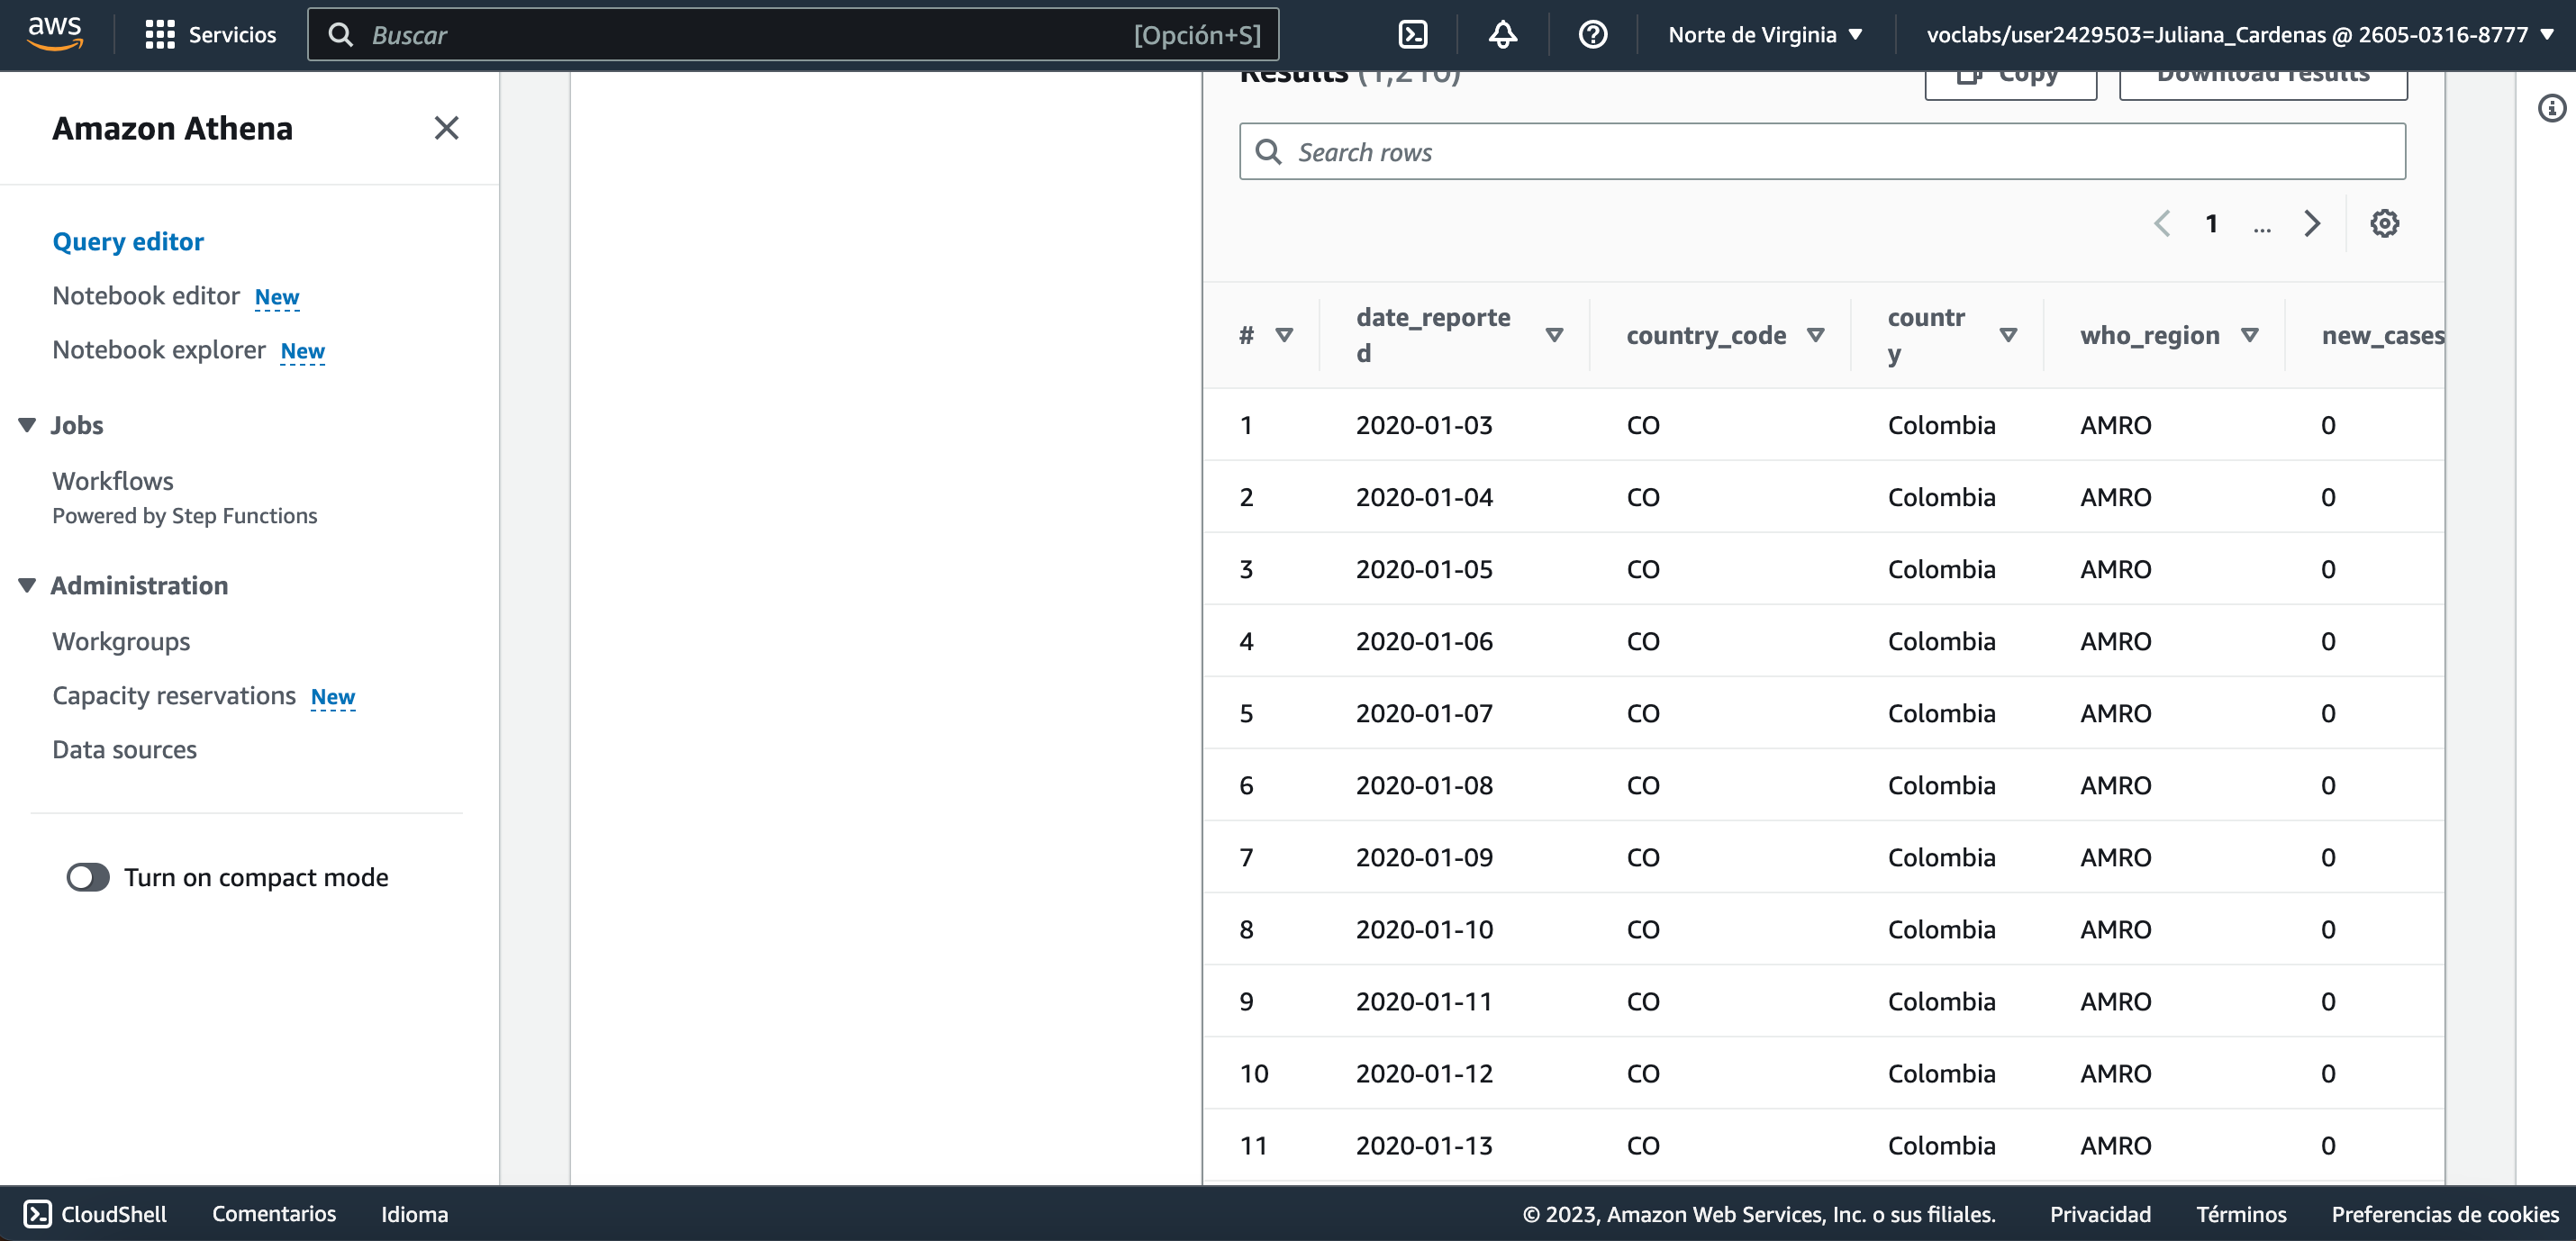 aws
Servicios
Buscar
[Opción+S]
Norte de Virginia
voclabs/user2429503=Juliana_Cardenas @ 2605-0316-8777
Amazon Athena
Query editor
Notebook editor New
Notebook explorer New
Jobs
Workflows
Powered by Step Functions
Administration
Workgroups
Capacity reservations New
Data sources
Turn on compact mode
Results (1,216)
Copy
Download results
Search rows
1 ...
# date_reporte
d country_code countr
y who_region new_cases
1 2020-01-03 CO Colombia AMRO 0
2 2020-01-04 CO Colombia AMRO 0
3 2020-01-05 CO Colombia AMRO 0
4 2020-01-06 CO Colombia AMRO 0
5 2020-01-07 CO Colombia AMRO 0
6 2020-01-08 CO Colombia AMRO 0
7 2020-01-09 CO Colombia AMRO 0
8 2020-01-10 CO Colombia AMRO 0
9 2020-01-11 CO Colombia AMRO 0
10 2020-01-12 CO Colombia AMRO 0
11 2020-01-13 CO Colombia AMRO 0
CloudShell Comentarios Idioma
© 2023, Amazon Web Services, Inc. o sus filiales. Privacidad Términos Preferencias de cookies